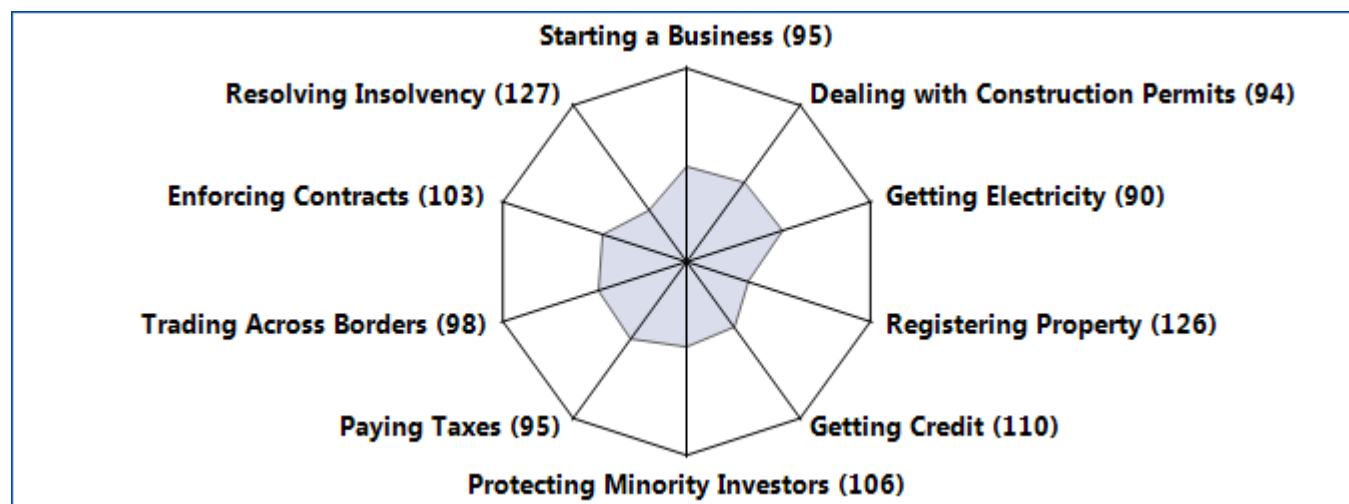 Starting a Business (95)
Resolving Insolvency (127)
Dealing with Construction Permits (94)
Enforcing Contracts (103)
Getting Electricity (90)
Trading Across Borders (98)
Registering Property (126)
Paying Taxes (95)
Getting Credit (110)
Protecting Minority Investors (106)